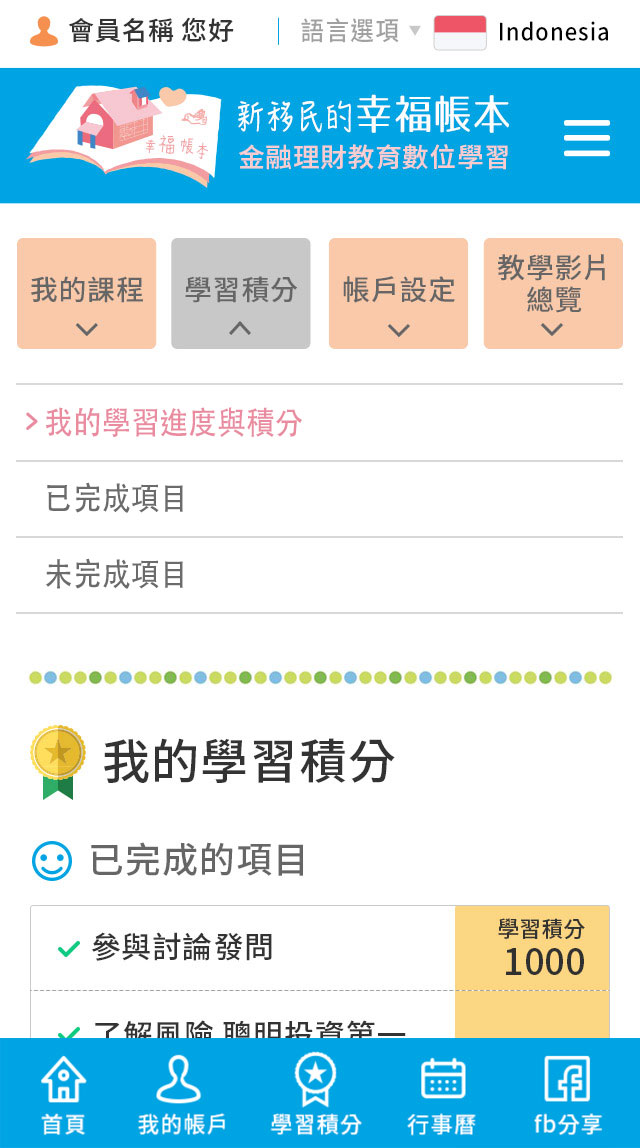 會員名稱 您好
語言選項
Indonesia
幸福帳本
新移民的幸福帳本
金融理財教育數位學習
我的課程
學習積分
帳戶設定
教學影片
總覽
我的學習進度與積分
已完成項目
未完成項目
我的學習積分
已完成的項目
參與討論發問
學習積分
1000
了解風險 聰明投資第一
首頁
我的帳戶
學習積分
行事曆
fb分享